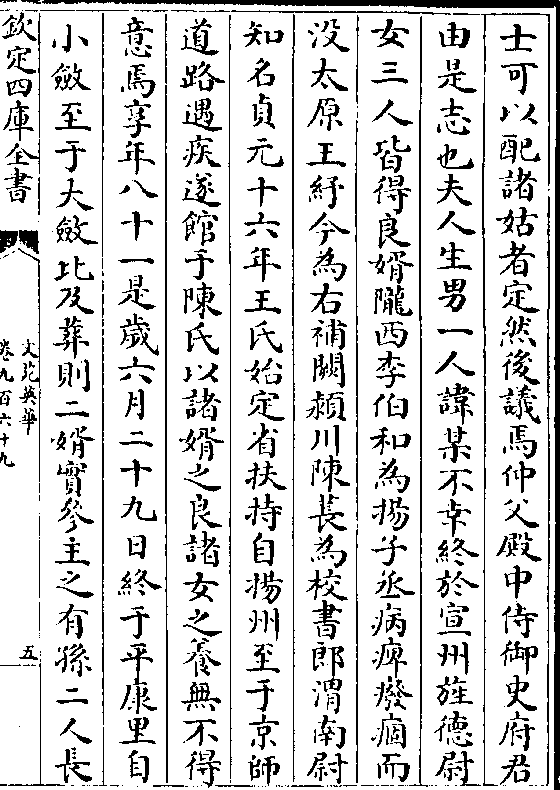 士可以配諸姑者定然後議焉仲父殿中侍御史府君
由是志也夫人生男一人諱某不幸終於宣州旌德尉
女三人皆得良婿隴西李伯和為揚子丞病痺癈痼而
没太原王紓今為右補闕潁川陳萇為校書郎渭南尉
知名貞元十六年王氏始定省扶持自揚州至于京師
道路遇疾遂館于陳氏以諸婿之良諸女之養無不得
意焉享年八十一是歲六月二十九日終于平康里自
小斂至于大斂比及葬則二婿實參主之有孫二人長
欽定四庫全書
文苑英華
卷九百六十九
五